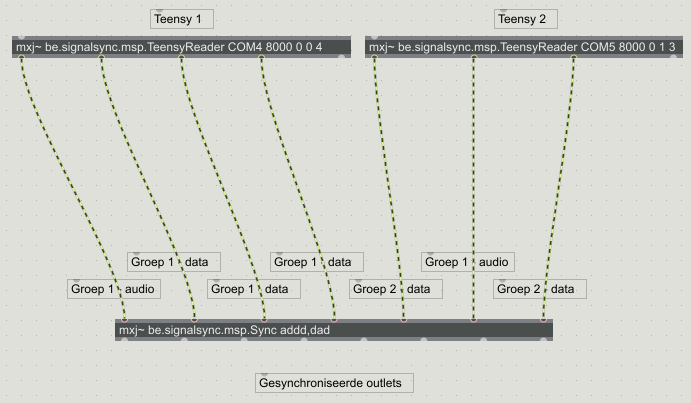 Teensy 1
Teensy 2
mxj~ be.signalsync.msp.TeensyReader COM4 8000 0 0 4
mxj~ be.signalsync.msp.TeensyReader COM5 8000 0 1 3
Groep 1 - data
Groep 1 - data
Groep 1 - audio
Groep 1 - audio
Groep 1 - data
Groep 2 - data
Groep 2 - data
mxj~ be.signalsync.msp.Sync addd,dad
Gesynchroniseerde outlets